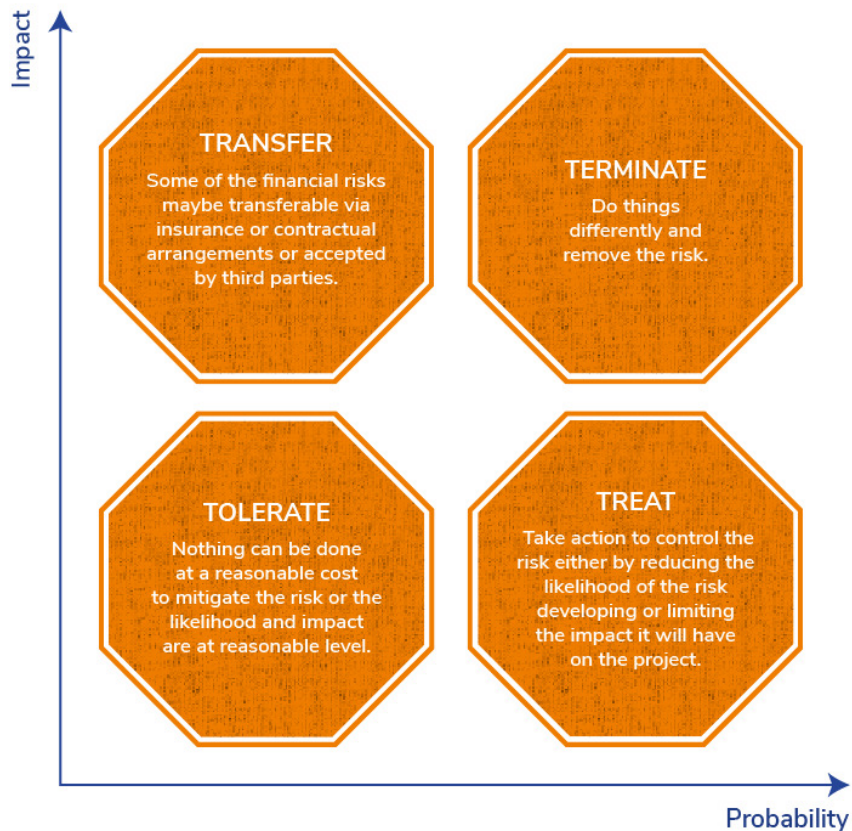 Impact
TRANSFER
Some of the financial risks
maybe transferable via
insurance or contractual
arrangements or accepted
by third parties.
TERMINATE
Do things
differently and
remove the risk.
TOLERATE
Nothing can be done
at a reasonable cost
to mitigate the risk or the
likelihood and impact
are at reasonable level.
TREAT
Take action to control the
risk either by reducing the
likelihood of the risk
developing or limiting
the impact it will have
on the project.
Probability